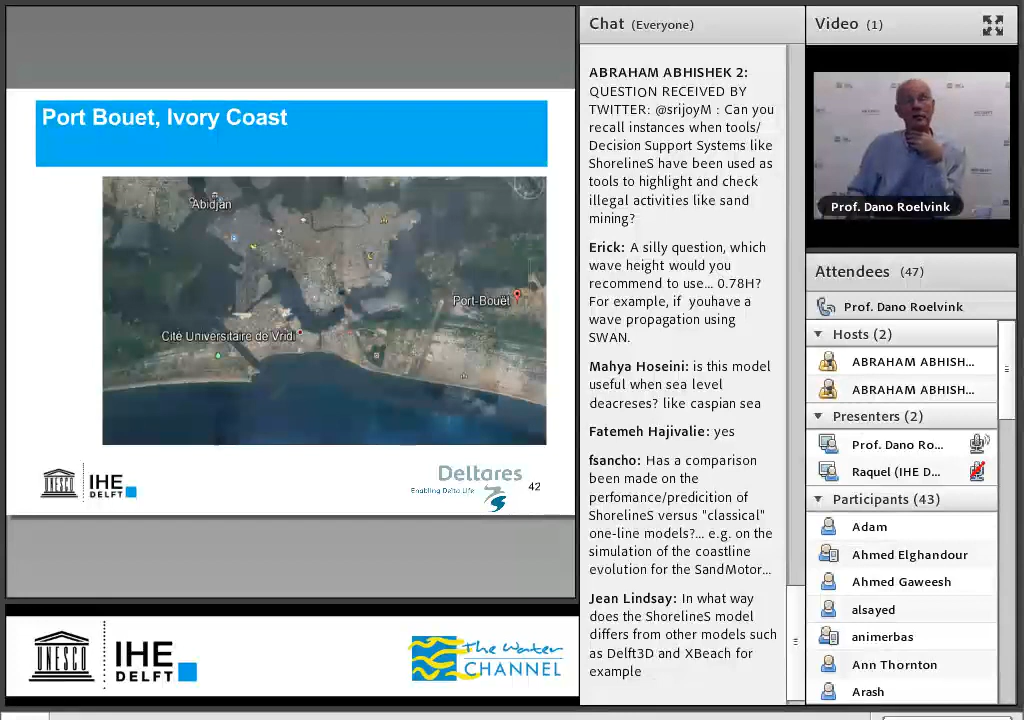 Port Bouet, Ivory Coast
Abidjan
Port-Bouët
Cité Universitaire de Vridi
UNESCO
IHE
DELFT
Deltares
Enabling Delta Life
42
UNESCO
IHE
DELFT
the Water
CHANNEL
Chat (Everyone)
ABRAHAM ABHISHEK 2:
QUESTION RECEIVED BY
TWITTER: @srijoyM : Can you
recall instances when tools/
Decision Support Systems like
ShorelineS have been used as
tools to highlight and check
illegal activities like sand
mining?
Erick: A silly question, which
wave height would you
recommend to use... 0.78H?
For example, if youhave a
wave propagation using
SWAN.
Mahya Hoseini: is this model
useful when sea level
deacreses? like caspian sea
Fatemeh Hajivalie: yes
fsancho: Has a comparison
been made on the
perfomance/predicition of
ShorelineS versus "classical"
one-line models?... e.g. on the
simulation of the coastline
evolution for the SandMotor...
Jean Lindsay: In what way
does the ShorelineS model
differs from other models such
as Delft3D and XBeach for
example
Video (1)
Prof. Dano Roelvink
Attendees (47)
Prof. Dano Roelvink
Hosts (2)
ABRAHAM ABHISH...
ABRAHAM ABHISH...
Presenters (2)
Prof. Dano Ro...
Raquel (IHE D...
Participants (43)
Adam
Ahmed Elghandour
Ahmed Gaweesh
alsayed
animerbas
Ann Thornton
Arash